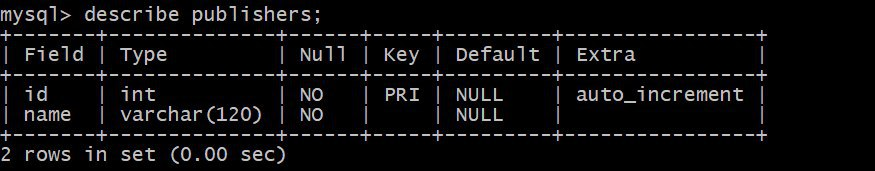 mysql> describe publishers;
+-------+--------------+------+-----+---------+----------------+
| Field | Type         | Null | Key | Default | Extra          |
+-------+--------------+------+-----+---------+----------------+
| id    | int          | NO   | PRI | NULL    | auto_increment |
| name  | varchar(120) | NO   |     | NULL    |                |
+-------+--------------+------+-----+---------+----------------+
2 rows in set (0.00 sec)